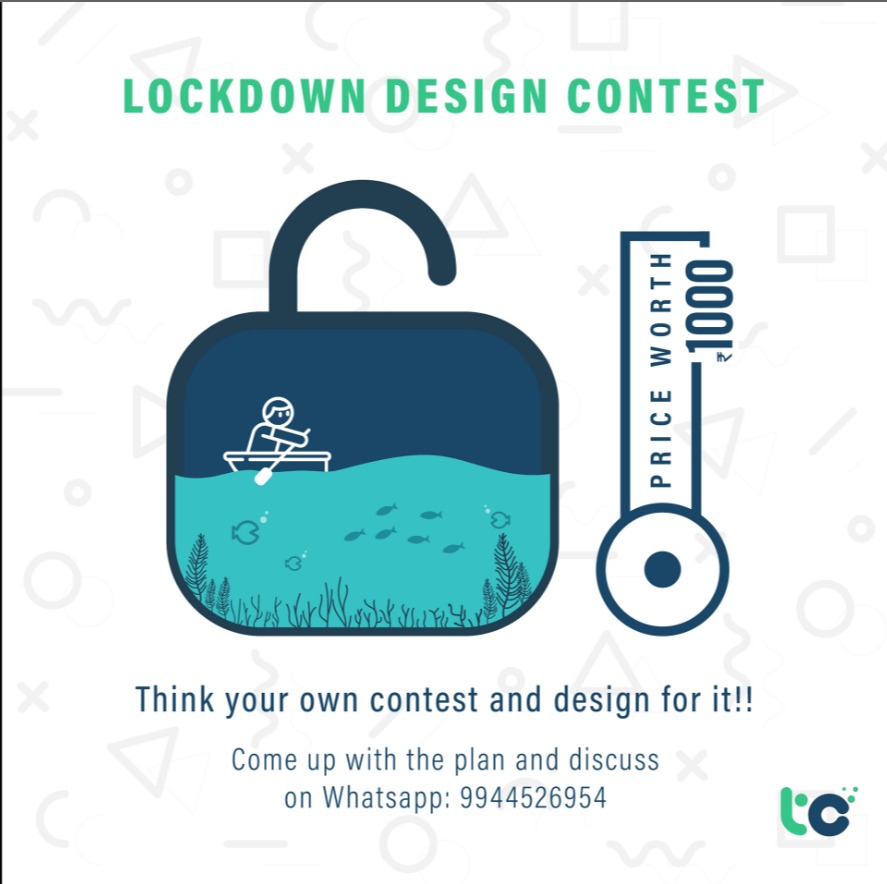 LOCKDOWN DESIGN CONTEST
PRICE WORTH
₹1000
Think your own contest and design for it!!
Come up with the plan and discuss
on Whatsapp: 9944526954
tc